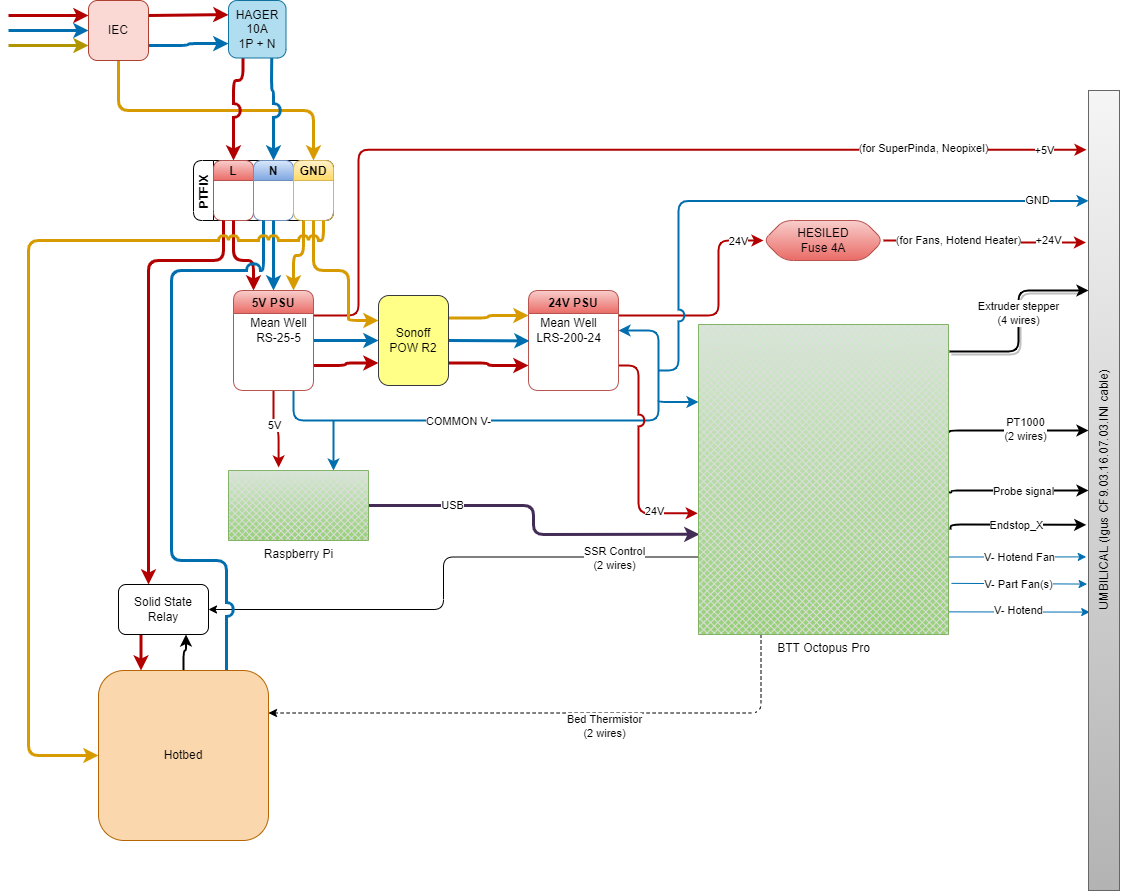 IEC
HAGER
10A
1P + N
PTFIX
L
N
GND
(for SuperPinda, Neopixel)
+5V
GND
24V
HESILED
Fuse 4A
(for Fans, Hotend Heater)
+24V
5V PSU
Mean Well
RS-25-5
Sonoff
POW R2
24V PSU
Mean Well
LRS-200-24
Extruder stepper
(4 wires)
5V
COMMON V-
PT1000
(2 wires)
USB
24V
Probe signal
Endstop_X
Raspberry Pi
SSR Control
(2 wires)
V- Hotend Fan
V- Part Fan(s)
V- Hotend
Solid State
Relay
BTT Octopus Pro
Bed Thermistor
(2 wires)
Hotbed
UMBILICAL (Igus CF9.03.16.07.03.INI cable)